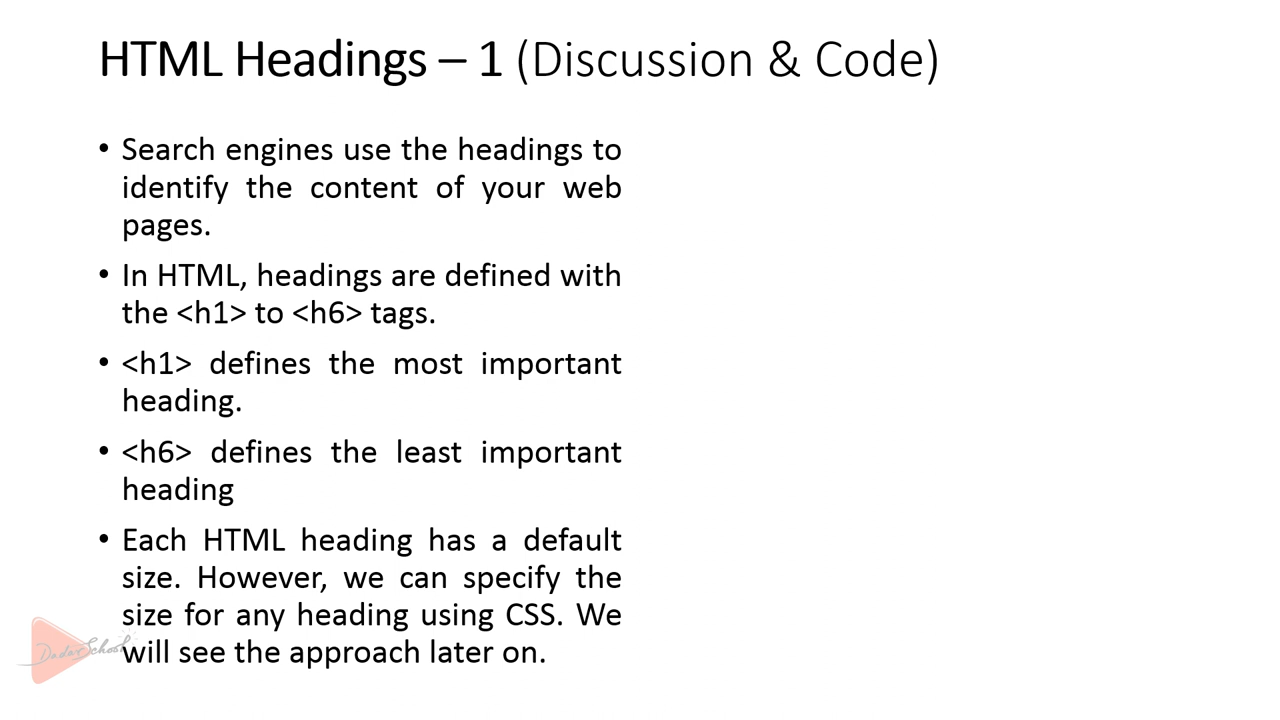 HTML Headings – 1 (Discussion & Code)
• Search engines use the headings to
identify the content of your web
pages.
• In HTML, headings are defined with
the <h1> to <h6> tags.
• <h1> defines the most important
heading.
• <h6> defines the least important
heading
• Each HTML heading has a default
size. However, we can specify the
size for any heading using CSS. We
will see the approach later on.
Dadar School